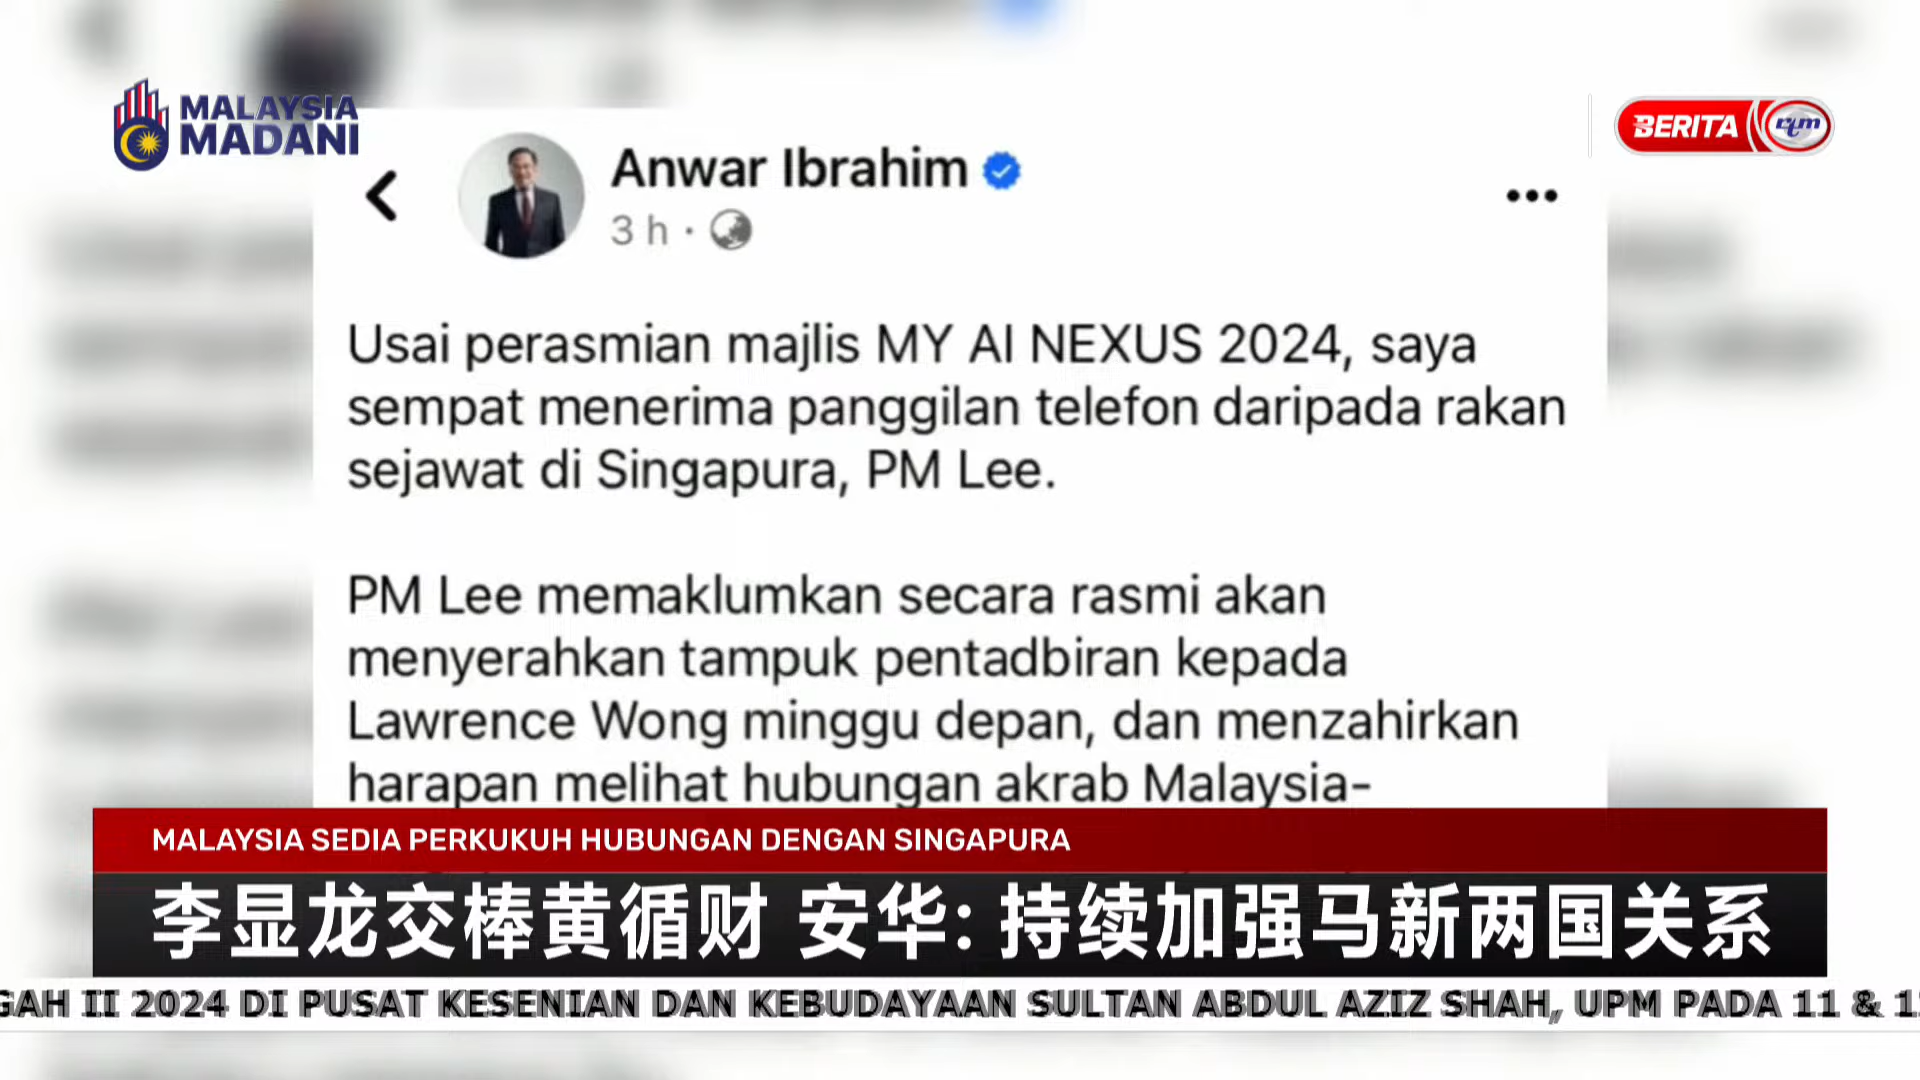 MALAYSIA
MADANI
BERITA rtm
Anwar Ibrahim
3 h ·
Usai perasmian majlis MY AI NEXUS 2024, saya
sempat menerima panggilan telefon daripada rakan
sejawat di Singapura, PM Lee.
PM Lee memaklumkan secara rasmi akan
menyerahkan tampuk pentadbiran kepada
Lawrence Wong minggu depan, dan menzahirkan
harapan melihat hubungan akrab Malaysia-
MALAYSIA SEDIA PERKUKUH HUBUNGAN DENGAN SINGAPURA
李显龙交棒黄循财 安华: 持续加强马新两国关系
GAH II 2024 DI PUSAT KESENIAN DAN KEBUDAYAAN SULTAN ABDUL AZIZ SHAH, UPM PADA 11 &